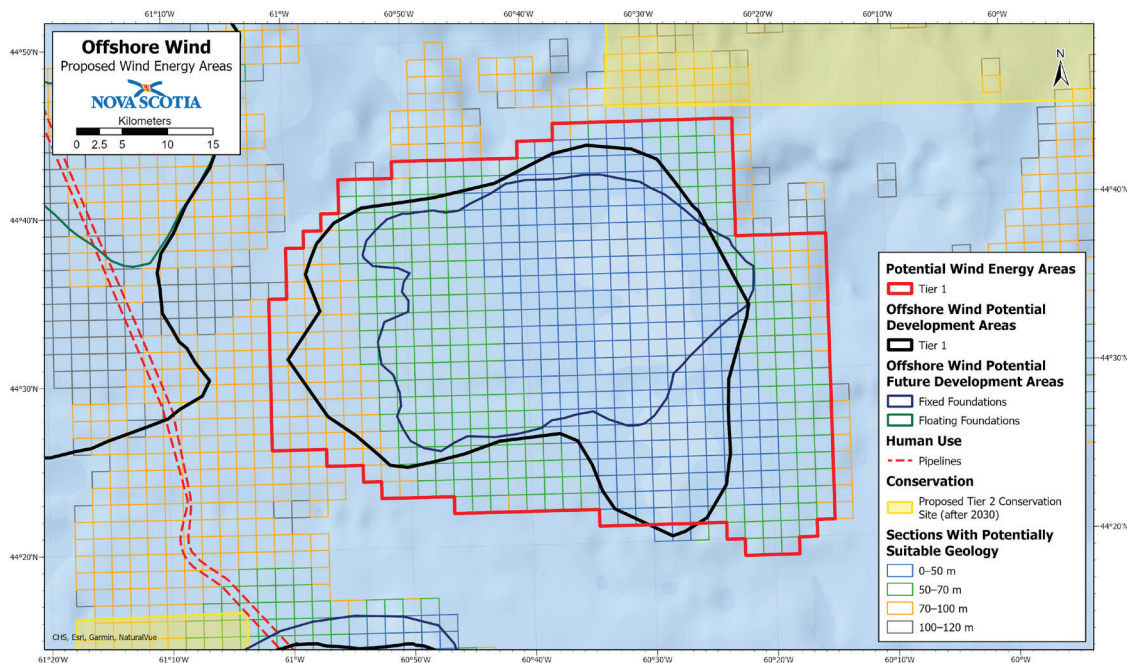 61°10'W
61°W
60°50'W
60°40'W
60°30'W
60°20'W
60°10'W
60°W
44°50'N
Offshore Wind
Proposed Wind Energy Areas
NOVA SCOTIA
Kilometers
0 2.5 5 10 15
N
44°40'N
44°40'N
44°30'N
44°30'N
44°20'N
44°20'N
Potential Wind Energy Areas
Tier 1
Offshore Wind Potential
Development Areas
Tier 1
Offshore Wind Potential
Future Development Areas
Fixed Foundations
Floating Foundations
Human Use
Pipelines
Conservation
Proposed Tier 2 Conservation
Site (after 2030)
Sections With Potentially
Suitable Geology
0–50 m
50–70 m
70–100 m
100–120 m
CHS, Esri, Garmin, NaturalVue
61°20'W
61°10'W
61°W
60°50'W
60°40'W
60°30'W
60°20'W
60°10'W
60°W